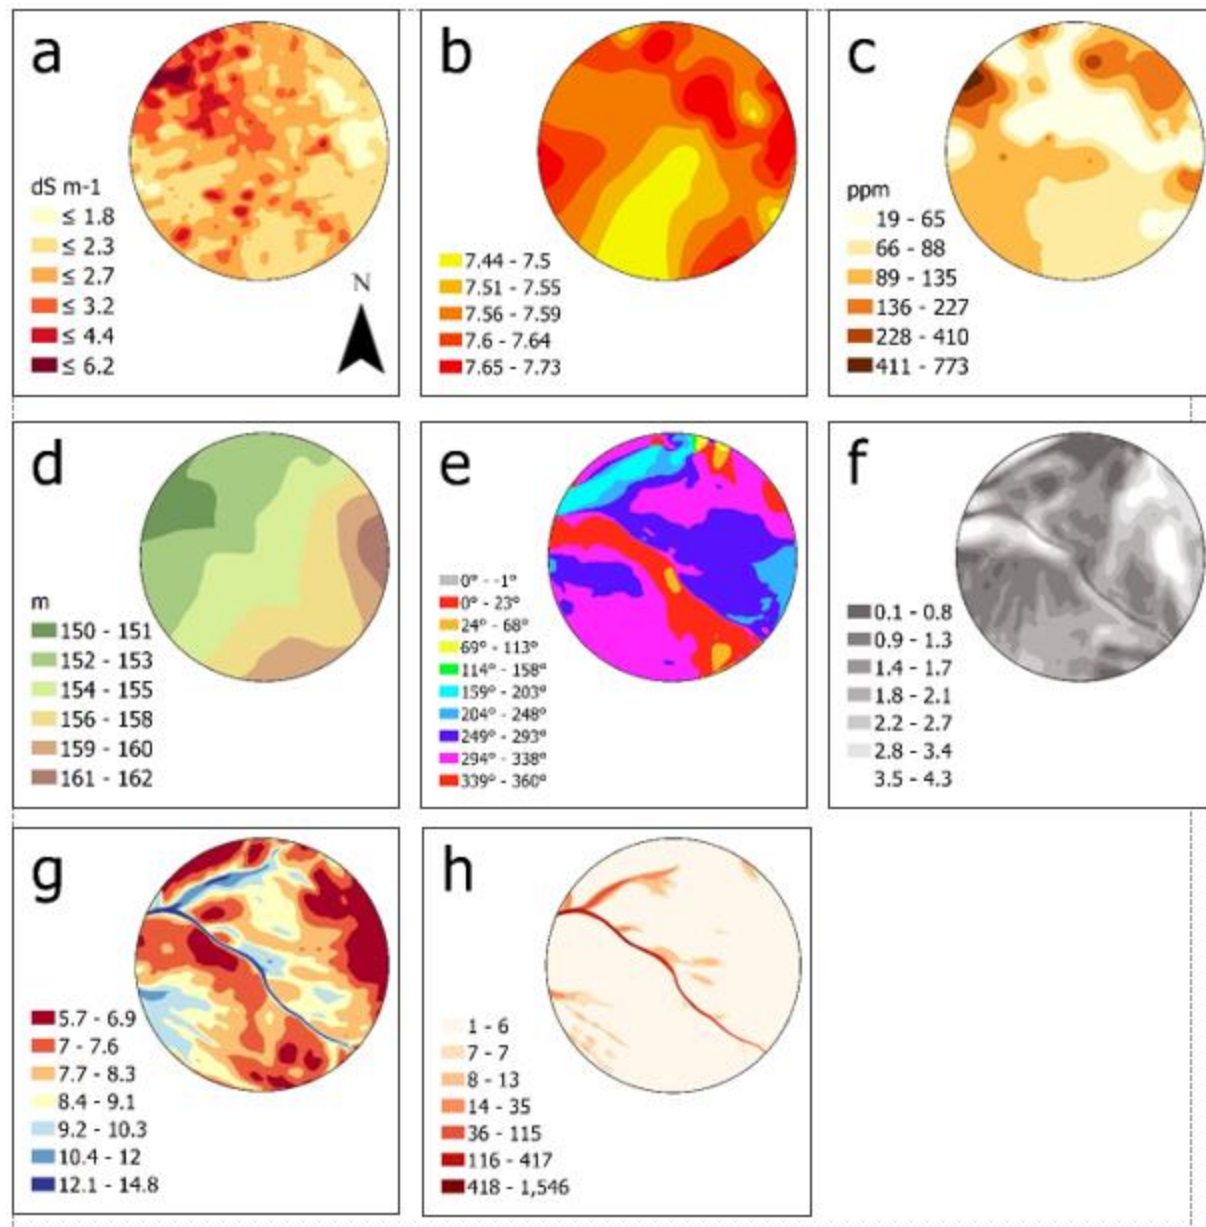 a
dS m-1
≤ 1.8
≤ 2.3
≤ 2.7
≤ 3.2
≤ 4.4
≤ 6.2
N
b
7.44 - 7.5
7.51 - 7.55
7.56 - 7.59
7.6 - 7.64
7.65 - 7.73
c
ppm
19 - 65
66 - 88
89 - 135
136 - 227
228 - 410
411 - 773
d
m
150 - 151
152 - 153
154 - 155
156 - 158
159 - 160
161 - 162
e
0° - -1°
0° - 23°
24° - 68°
69° - 113°
114° - 158°
159° - 203°
204° - 248°
249° - 293°
294° - 338°
339° - 360°
f
0.1 - 0.8
0.9 - 1.3
1.4 - 1.7
1.8 - 2.1
2.2 - 2.7
2.8 - 3.4
3.5 - 4.3
g
5.7 - 6.9
7 - 7.6
7.7 - 8.3
8.4 - 9.1
9.2 - 10.3
10.4 - 12
12.1 - 14.8
h
1 - 6
7 - 7
8 - 13
14 - 35
36 - 115
116 - 417
418 - 1,546